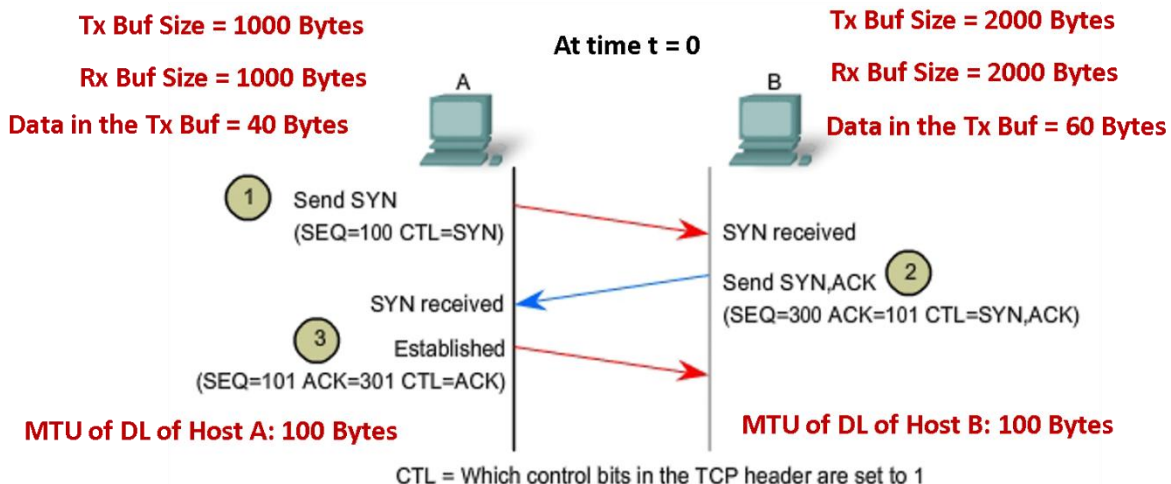 Tx Buf Size = 1000 Bytes
Rx Buf Size = 1000 Bytes
Data in the Tx Buf = 40 Bytes
At time t = 0
Tx Buf Size = 2000 Bytes
Rx Buf Size = 2000 Bytes
Data in the Tx Buf = 60 Bytes
A
B
1
Send SYN
(SEQ=100 CTL=SYN)
SYN received
Send SYN,ACK
2
(SEQ=300 ACK=101 CTL=SYN,ACK)
SYN received
3
Established
(SEQ=101 ACK=301 CTL=ACK)
MTU of DL of Host A: 100 Bytes
MTU of DL of Host B: 100 Bytes
CTL = Which control bits in the TCP header are set to 1